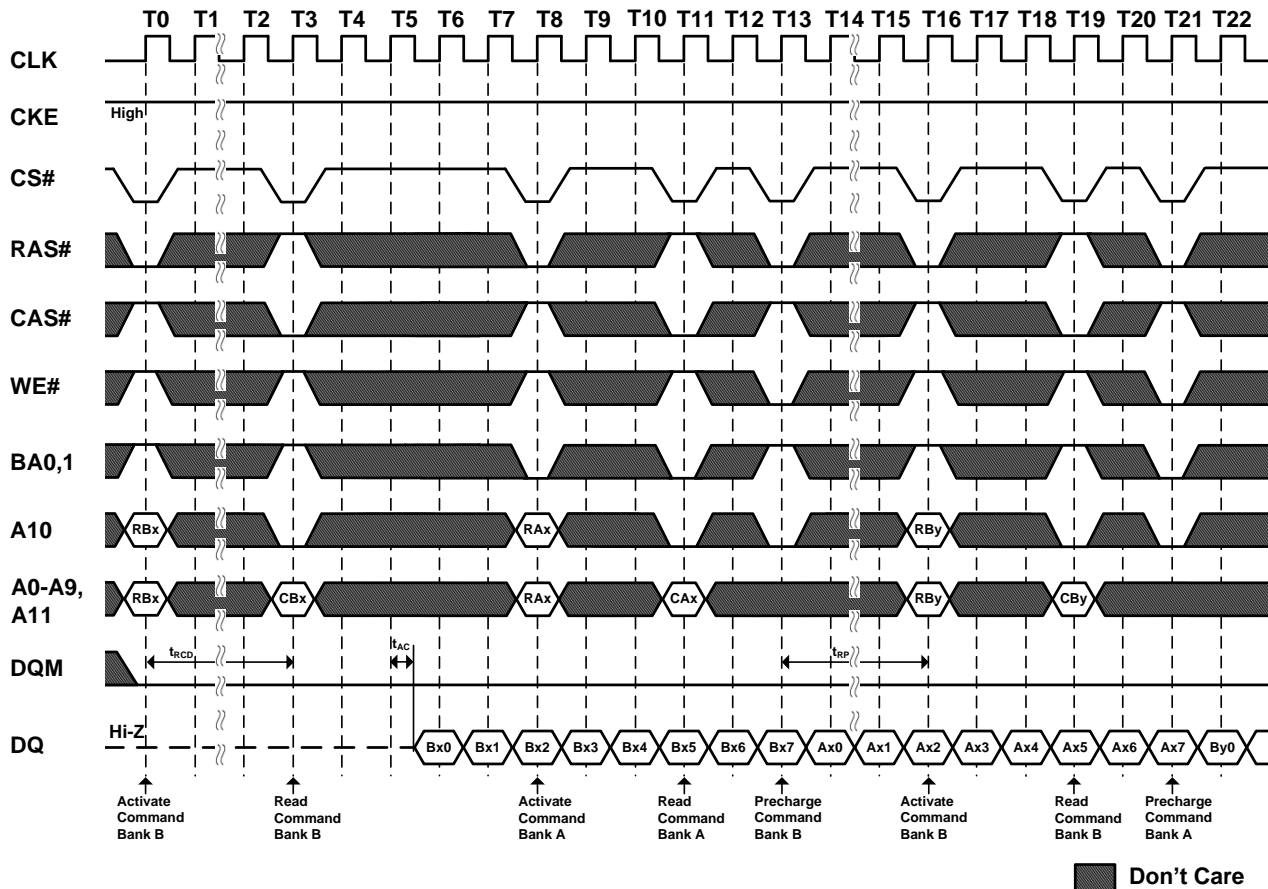 T0 T1 T2 T3 T4 T5 T6 T7 T8 T9 T10 T11 T12 T13 T14 T15 T16 T17 T18 T19 T20 T21 T22
CLK
CKE
High
CS#
RAS#
CAS#
WE#
BA0,1
A10
RBx RAx RBy
A0-A9,
A11
RBx CBx RAx CAx RBy CBy
DQM
tRCD tAC tRP
DQ
Hi-Z
Bx0 Bx1 Bx2 Bx3 Bx4 Bx5 Bx6 Bx7 Ax0 Ax1 Ax2 Ax3 Ax4 Ax5 Ax6 Ax7 By0
Activate
Command
Bank B
Read
Command
Bank B
Activate
Command
Bank A
Read
Command
Bank A
Precharge
Command
Bank B
Activate
Command
Bank B
Read
Command
Bank B
Precharge
Command
Bank A
Don't Care